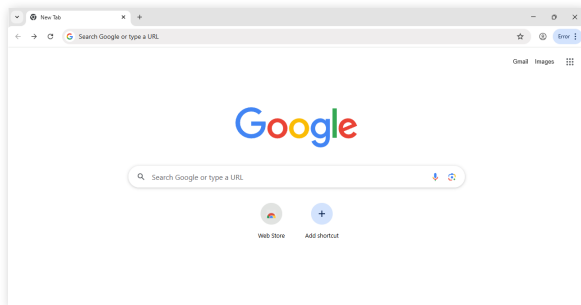 New Tab
Search Google or type a URL
Error
Gmail Images
Google
Search Google or type a URL
Web Store Add shortcut